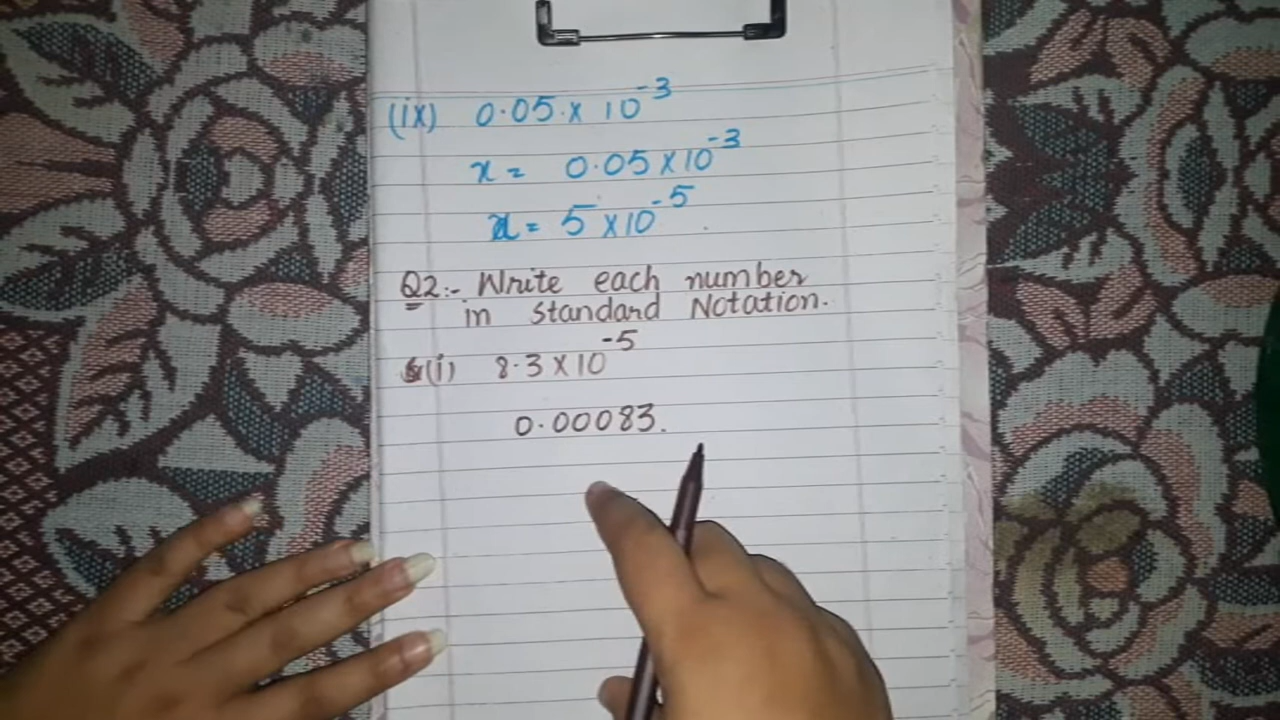 (ix) 0.05.× 10⁻³
x = 0.05×10⁻³
x = 5 ×10⁻⁵
Q2:- Write each number
in standard Notation.
(i) 8.3×10⁻⁵
0.00083.